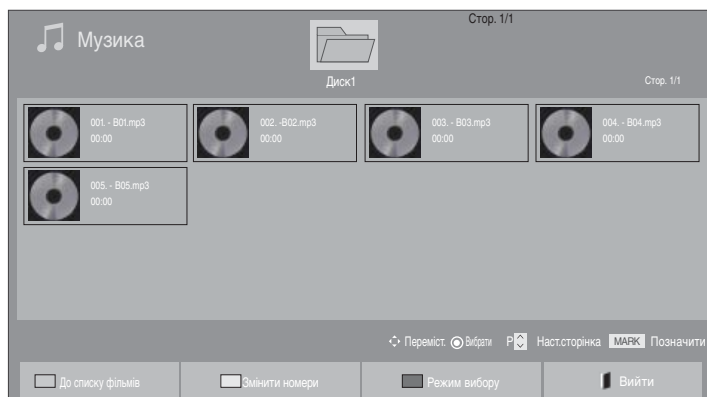 Стор. 1/1
Музика
Диск1
Стор. 1/1
001. - B01.mp3
00:00
002. -B02.mp3
00:00
003. - B03.mp3
00:00
004. - B04.mp3
00:00
005. - B05.mp3
00:00
Переміст. Вибрати P Наст.сторінка MARK Позначити
До списку фільмів
Змінити номери
Режим вибору
Вийти